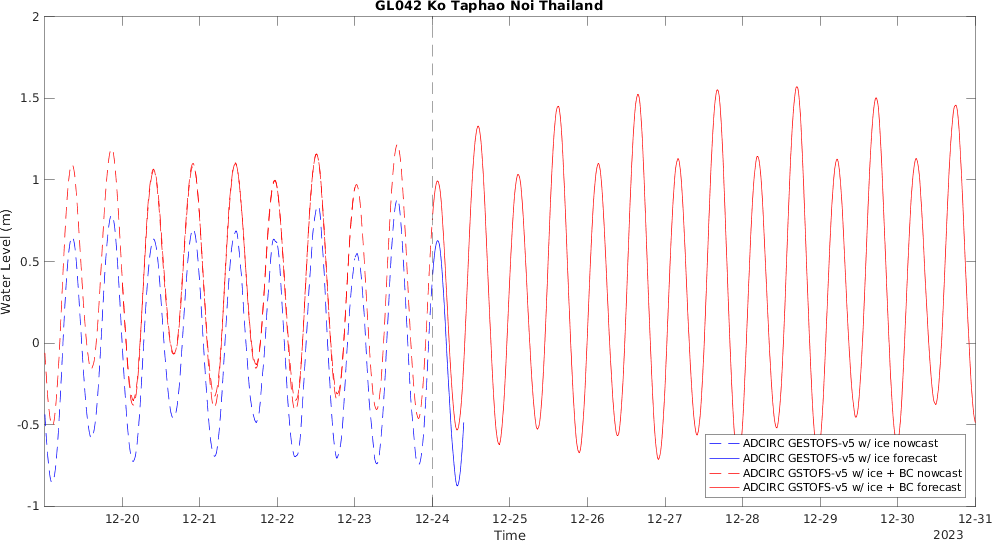 GL042 Ko Taphao Noi Thailand
2
1.5
1
0.5
0
-0.5
-1
Water Level (m)
ADCIRC GESTOFS-v5 w/ ice nowcast
ADCIRC GESTOFS-v5 w/ ice forecast
ADCIRC GSTOFS-v5 w/ ice + BC nowcast
ADCIRC GSTOFS-v5 w/ ice + BC forecast
12-20 12-21 12-22 12-23 12-24 12-25 12-26 12-27 12-28 12-29 12-30 12-31
Time
2023